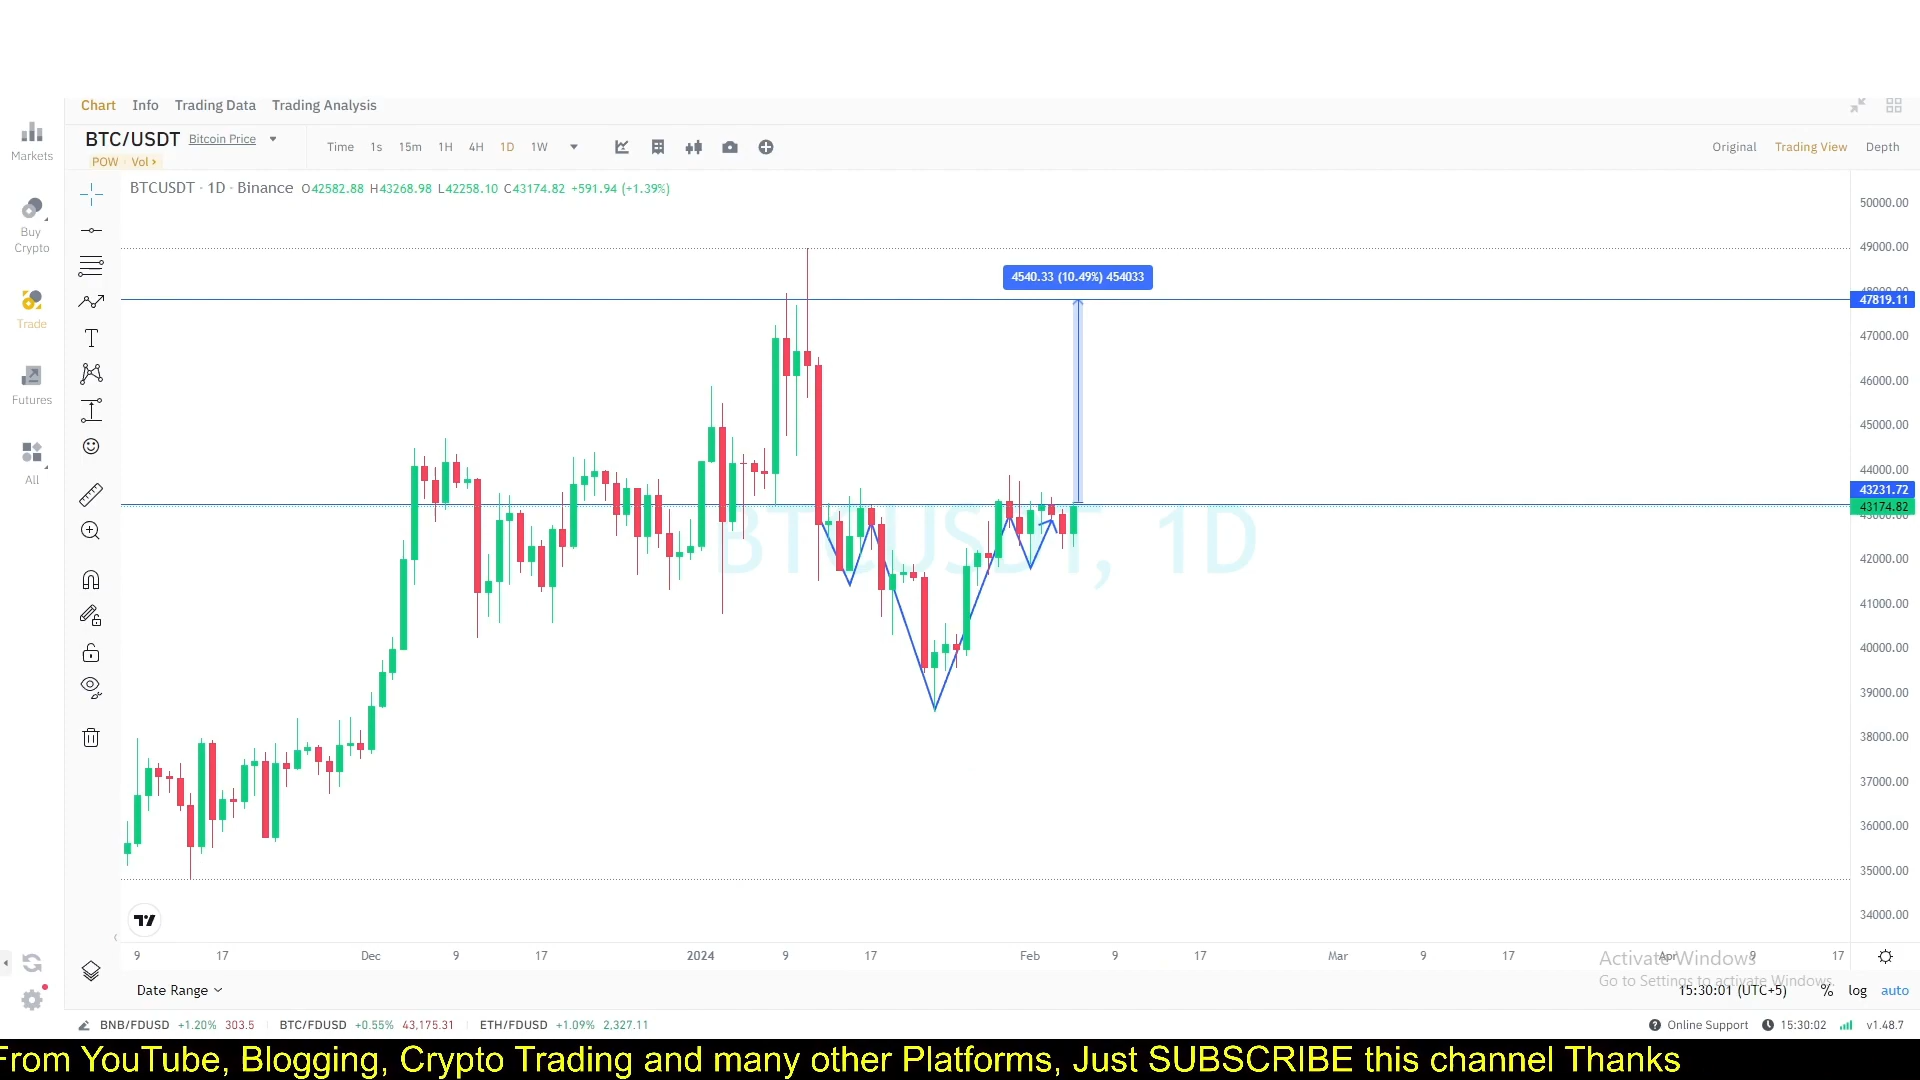 Chart Info Trading Data Trading Analysis
Markets
BTC/USDT Bitcoin Price
POW Vol
Time 1s 15m 1H 4H 1D 1W
Original Trading View Depth
BTCUSDT · 1D · Binance O42582.88 H43268.98 L42258.10 C43174.82 +591.94 (+1.39%)
Buy
Crypto
Trade
Futures
All
4540.33 (10.49%) 454033
BTCUSDT, 1D
50000.00
49000.00
48000.00
47819.11
47000.00
46000.00
45000.00
44000.00
43231.72
43174.82
43000.00
42000.00
41000.00
40000.00
39000.00
38000.00
37000.00
36000.00
35000.00
34000.00
9 17 Dec 9 17 2024 9 17 Feb 9 17 Mar 9 17 Apr 9 17
Activate Windows
Go to Settings to activate Windows.
Date Range
15:30:01 (UTC+5) % log auto
BNB/FDUSD +1.20% 303.5 BTC/FDUSD +0.55% 43,175.31 ETH/FDUSD +1.09% 2,327.11
Online Support 15:30:02 v1.48.7
From YouTube, Blogging, Crypto Trading and many other Platforms, Just SUBSCRIBE this channel Thanks